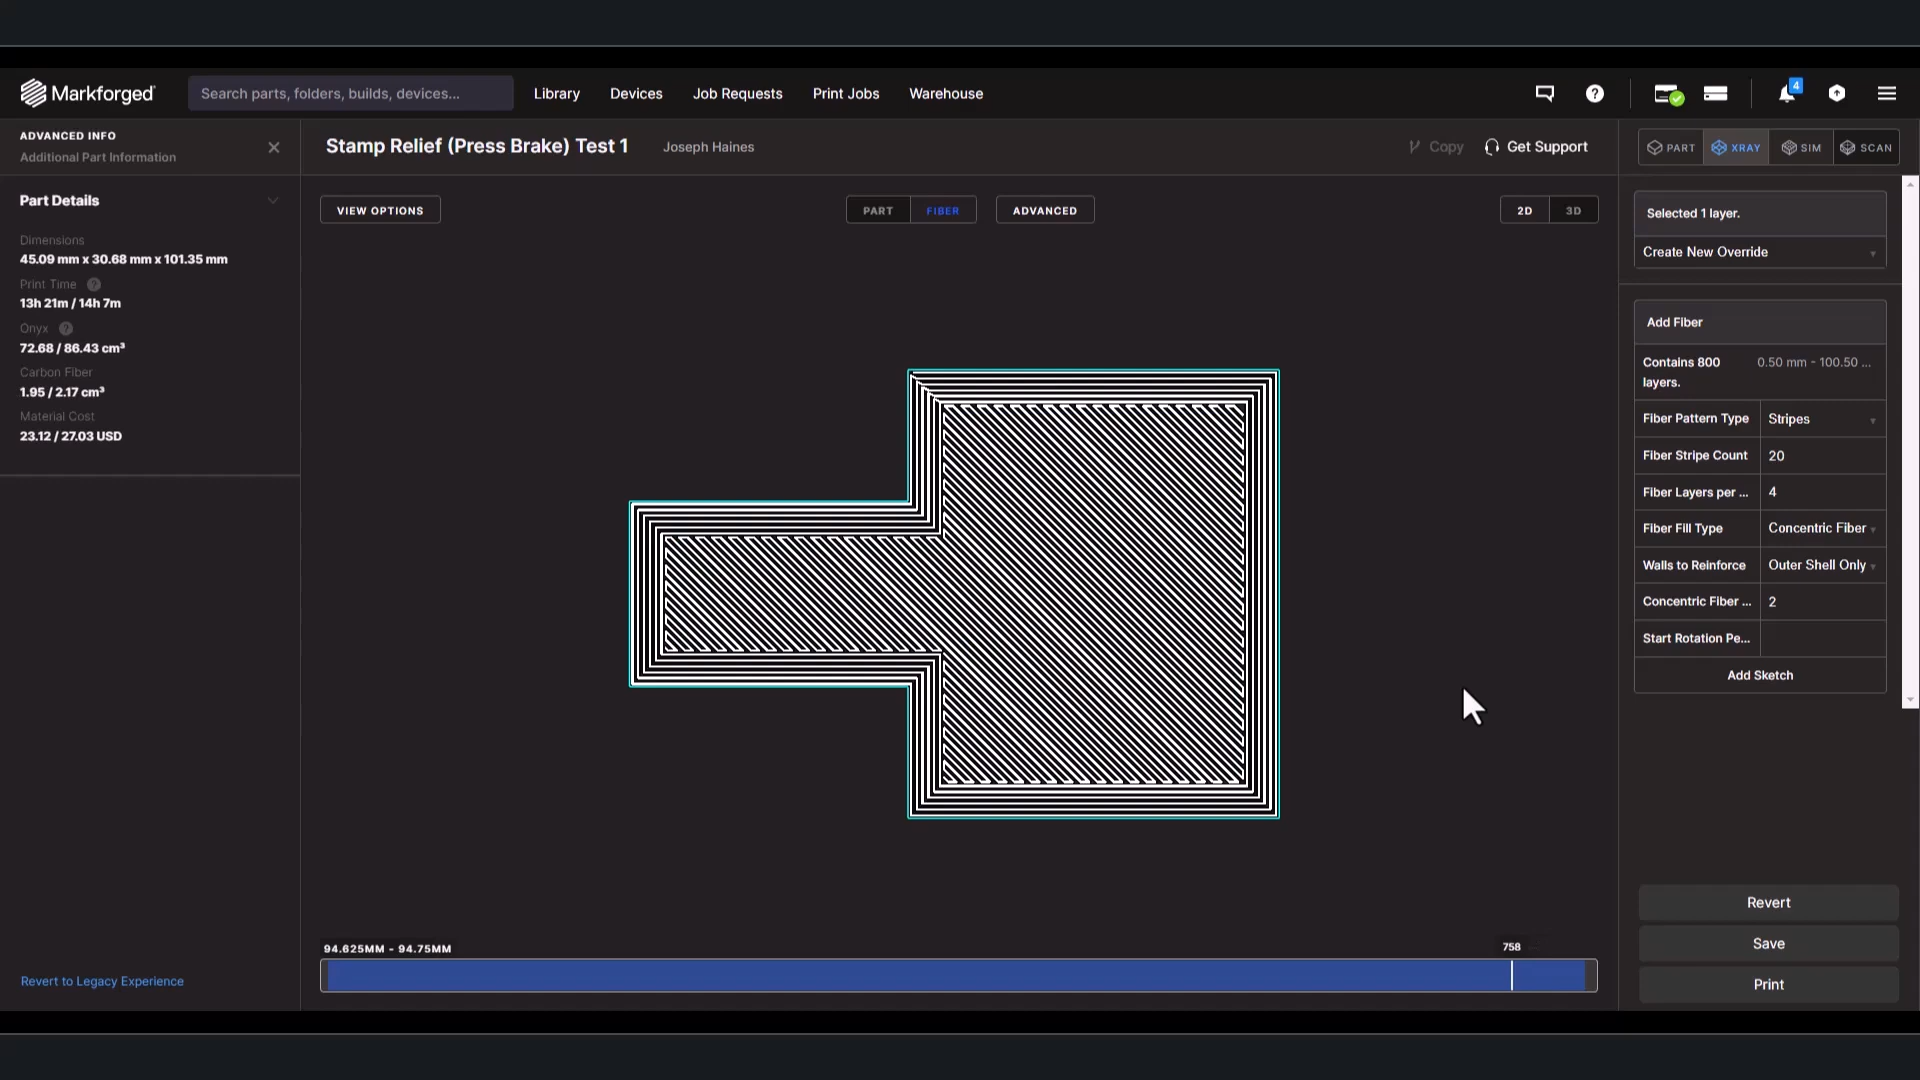 Markforged
Search parts, folders, builds, devices...
Library
Devices
Job Requests
Print Jobs
Warehouse
4
ADVANCED INFO
Additional Part Information
Stamp Relief (Press Brake) Test 1
Joseph Haines
Copy
Get Support
PART
XRAY
SIM
SCAN
Part Details
Dimensions
45.09 mm x 30.68 mm x 101.35 mm
Print Time
13h 21m / 14h 7m
Onyx
72.68 / 86.43 cm³
Carbon Fiber
1.95 / 2.17 cm³
Material Cost
23.12 / 27.03 USD
Revert to Legacy Experience
VIEW OPTIONS
PART
FIBER
ADVANCED
2D
3D
94.625MM - 94.75MM
758
Selected 1 layer.
Create New Override
Add Fiber
Contains 800 layers.
0.50 mm - 100.50 ...
Fiber Pattern Type
Stripes
Fiber Stripe Count
20
Fiber Layers per ...
4
Fiber Fill Type
Concentric Fiber
Walls to Reinforce
Outer Shell Only
Concentric Fiber ...
2
Start Rotation Pe...
Add Sketch
Revert
Save
Print